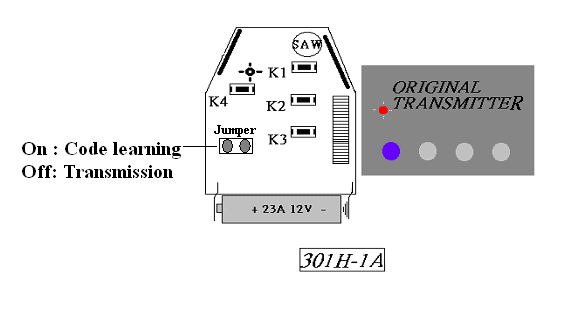 SAW
K1
K4
K2
K3
Jumper
On : Code learning
Off: Transmission
+ 23A 12V -
ORIGINAL
TRANSMITTER
301H-1A